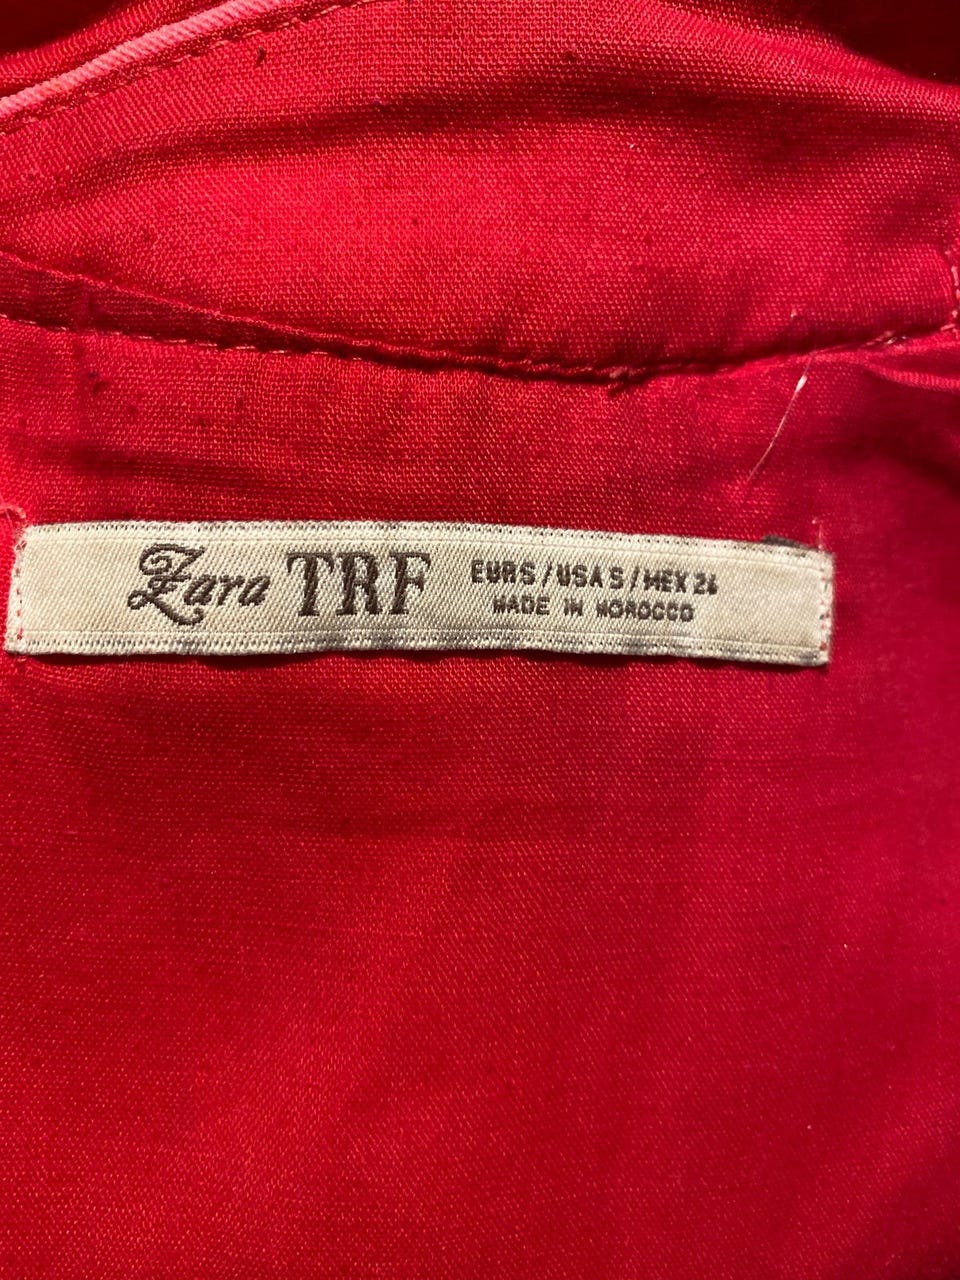 Zara TRF
EUR S / USA S / MEX 26
MADE IN MOROCCO